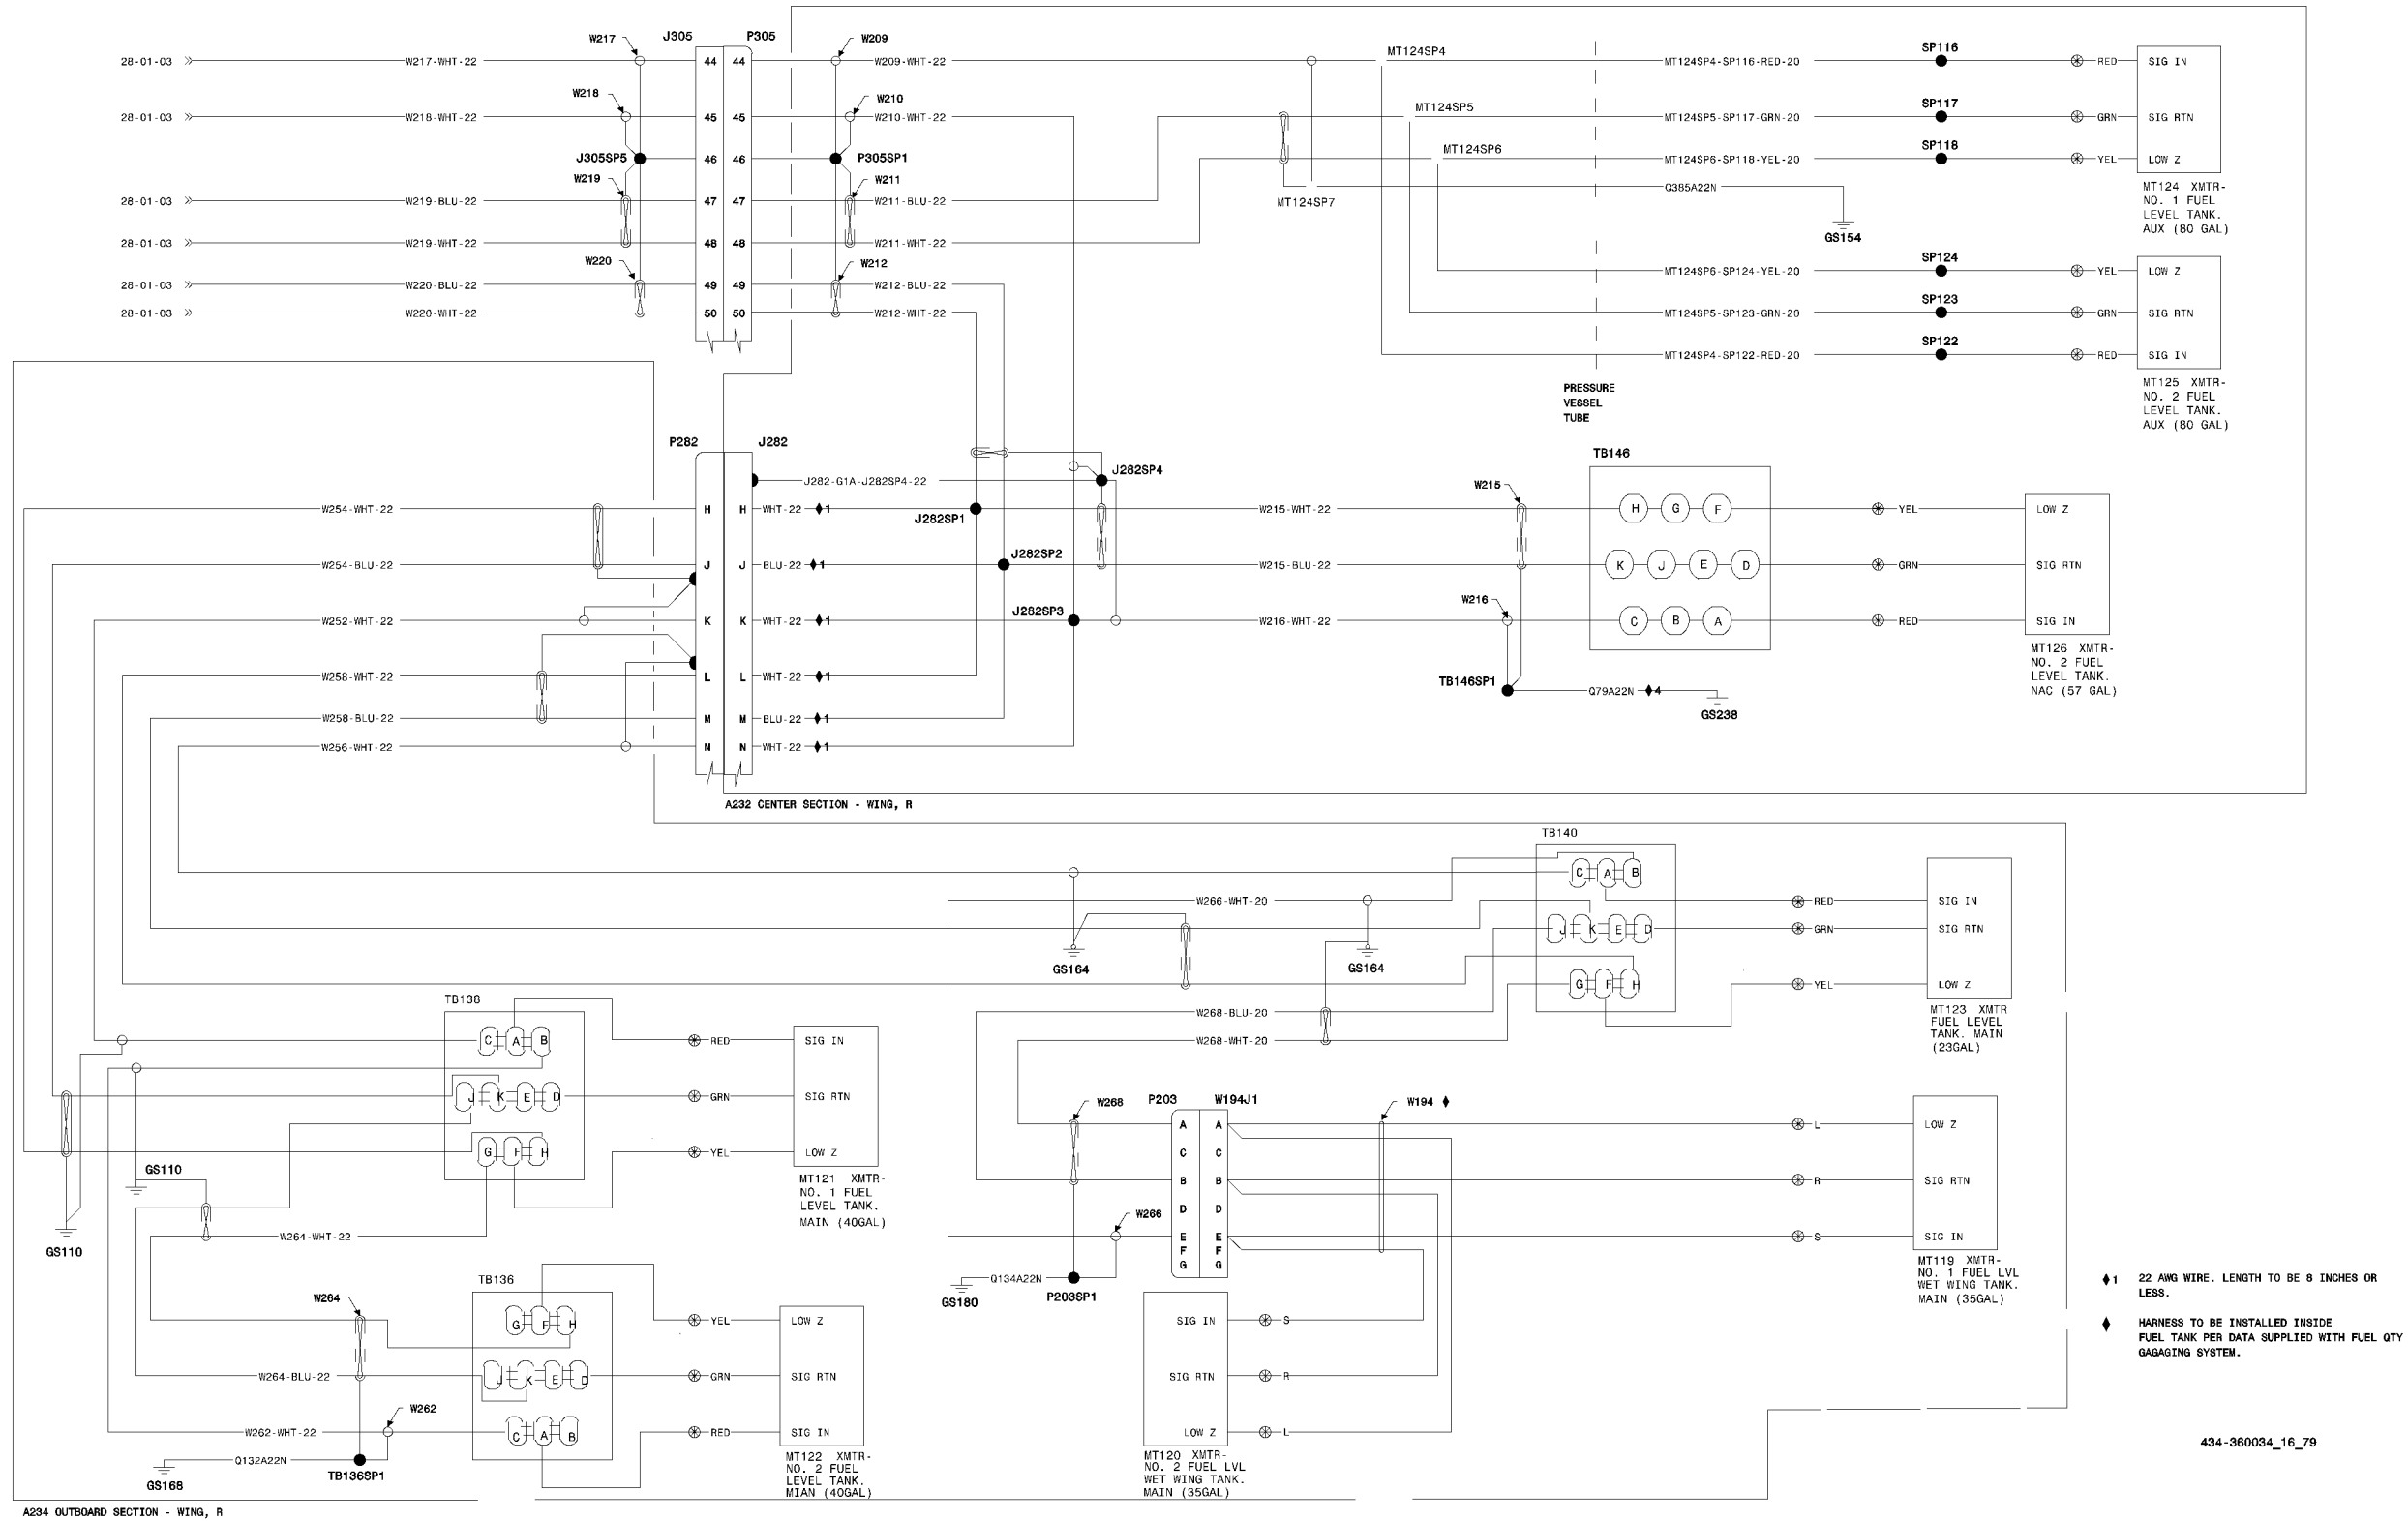 W217 J305 P305 W209
28-01-03 W217-WHT-22 44 44 W209-WHT-22 MT124SP4 MT124SP4-SP116-RED-20 SP116 RED SIG IN
W218 W210
28-01-03 W218-WHT-22 45 45 W210-WHT-22 MT124SP5 MT124SP5-SP117-GRN-20 SP117 GRN SIG RTN
J305SP5 46 46 P305SP1 MT124SP6 MT124SP6-SP118-YEL-20 SP118 YEL LOW Z
W219 W211
28-01-03 W219-BLU-22 47 47 W211-BLU-22 MT124SP7 Q385A22N
MT124 XMTR-
NO. 1 FUEL
LEVEL TANK.
AUX (80 GAL)
28-01-03 W219-WHT-22 48 48 W211-WHT-22 GS154
W220 W212
28-01-03 W220-BLU-22 49 49 W212-BLU-22 MT124SP6-SP124-YEL-20 SP124 YEL LOW Z
28-01-03 W220-WHT-22 50 50 W212-WHT-22 MT124SP5-SP123-GRN-20 SP123 GRN SIG RTN
MT124SP4-SP122-RED-20 SP122 RED SIG IN
PRESSURE
VESSEL
TUBE
MT125 XMTR-
NO. 2 FUEL
LEVEL TANK.
AUX (80 GAL)
P282 J282 TB146
J282-G1A-J282SP4-22 J282SP4
W215
W254-WHT-22 H H WHT-22 1 J282SP1 W215-WHT-22 H G F YEL LOW Z
W254-BLU-22 J J BLU-22 1 J282SP2 W215-BLU-22 K J E D GRN SIG RTN
W216
W252-WHT-22 K K WHT-22 1 J282SP3 W216-WHT-22 C B A RED SIG IN
MT126 XMTR-
NO. 2 FUEL
LEVEL TANK.
NAC (57 GAL)
W258-WHT-22 L L WHT-22 1 TB146SP1 Q79A22N 4
W258-BLU-22 M M BLU-22 1 GS238
W256-WHT-22 N N WHT-22 1
A232 CENTER SECTION - WING, R
TB140
C A B
W266-WHT-20 RED SIG IN
J K E D GRN SIG RTN
GS164 GS164
G F H YEL LOW Z
MT123 XMTR
FUEL LEVEL
TANK. MAIN
(23GAL)
TB138
W268-BLU-20
W268-WHT-20
C A B RED SIG IN
J K E D GRN SIG RTN
G F H YEL LOW Z
MT121 XMTR-
NO. 1 FUEL
LEVEL TANK.
MAIN (40GAL)
GS110
GS110
W264-WHT-22
W268 P203 W194J1 W194
A A L LOW Z
C C
B B R SIG RTN
D D
W266
E E S SIG IN
F F
G G
MT119 XMTR-
NO. 1 FUEL LVL
WET WING TANK.
MAIN (35GAL)
GS180 Q134A22N P203SP1
TB136
W264
G F H YEL LOW Z
W264-BLU-22 J K E D GRN SIG RTN
W262
W262-WHT-22 C A B RED SIG IN
GS168 Q132A22N TB136SP1
MT122 XMTR-
NO. 2 FUEL
LEVEL TANK.
MIAN (40GAL)
SIG IN S
SIG RTN R
LOW Z L
MT120 XMTR-
NO. 2 FUEL LVL
WET WING TANK.
MAIN (35GAL)
1 22 AWG WIRE. LENGTH TO BE 8 INCHES OR
LESS.
HARNESS TO BE INSTALLED INSIDE
FUEL TANK PER DATA SUPPLIED WITH FUEL QTY
GAGAGING SYSTEM.
434-360034_16_79
A234 OUTBOARD SECTION - WING, R